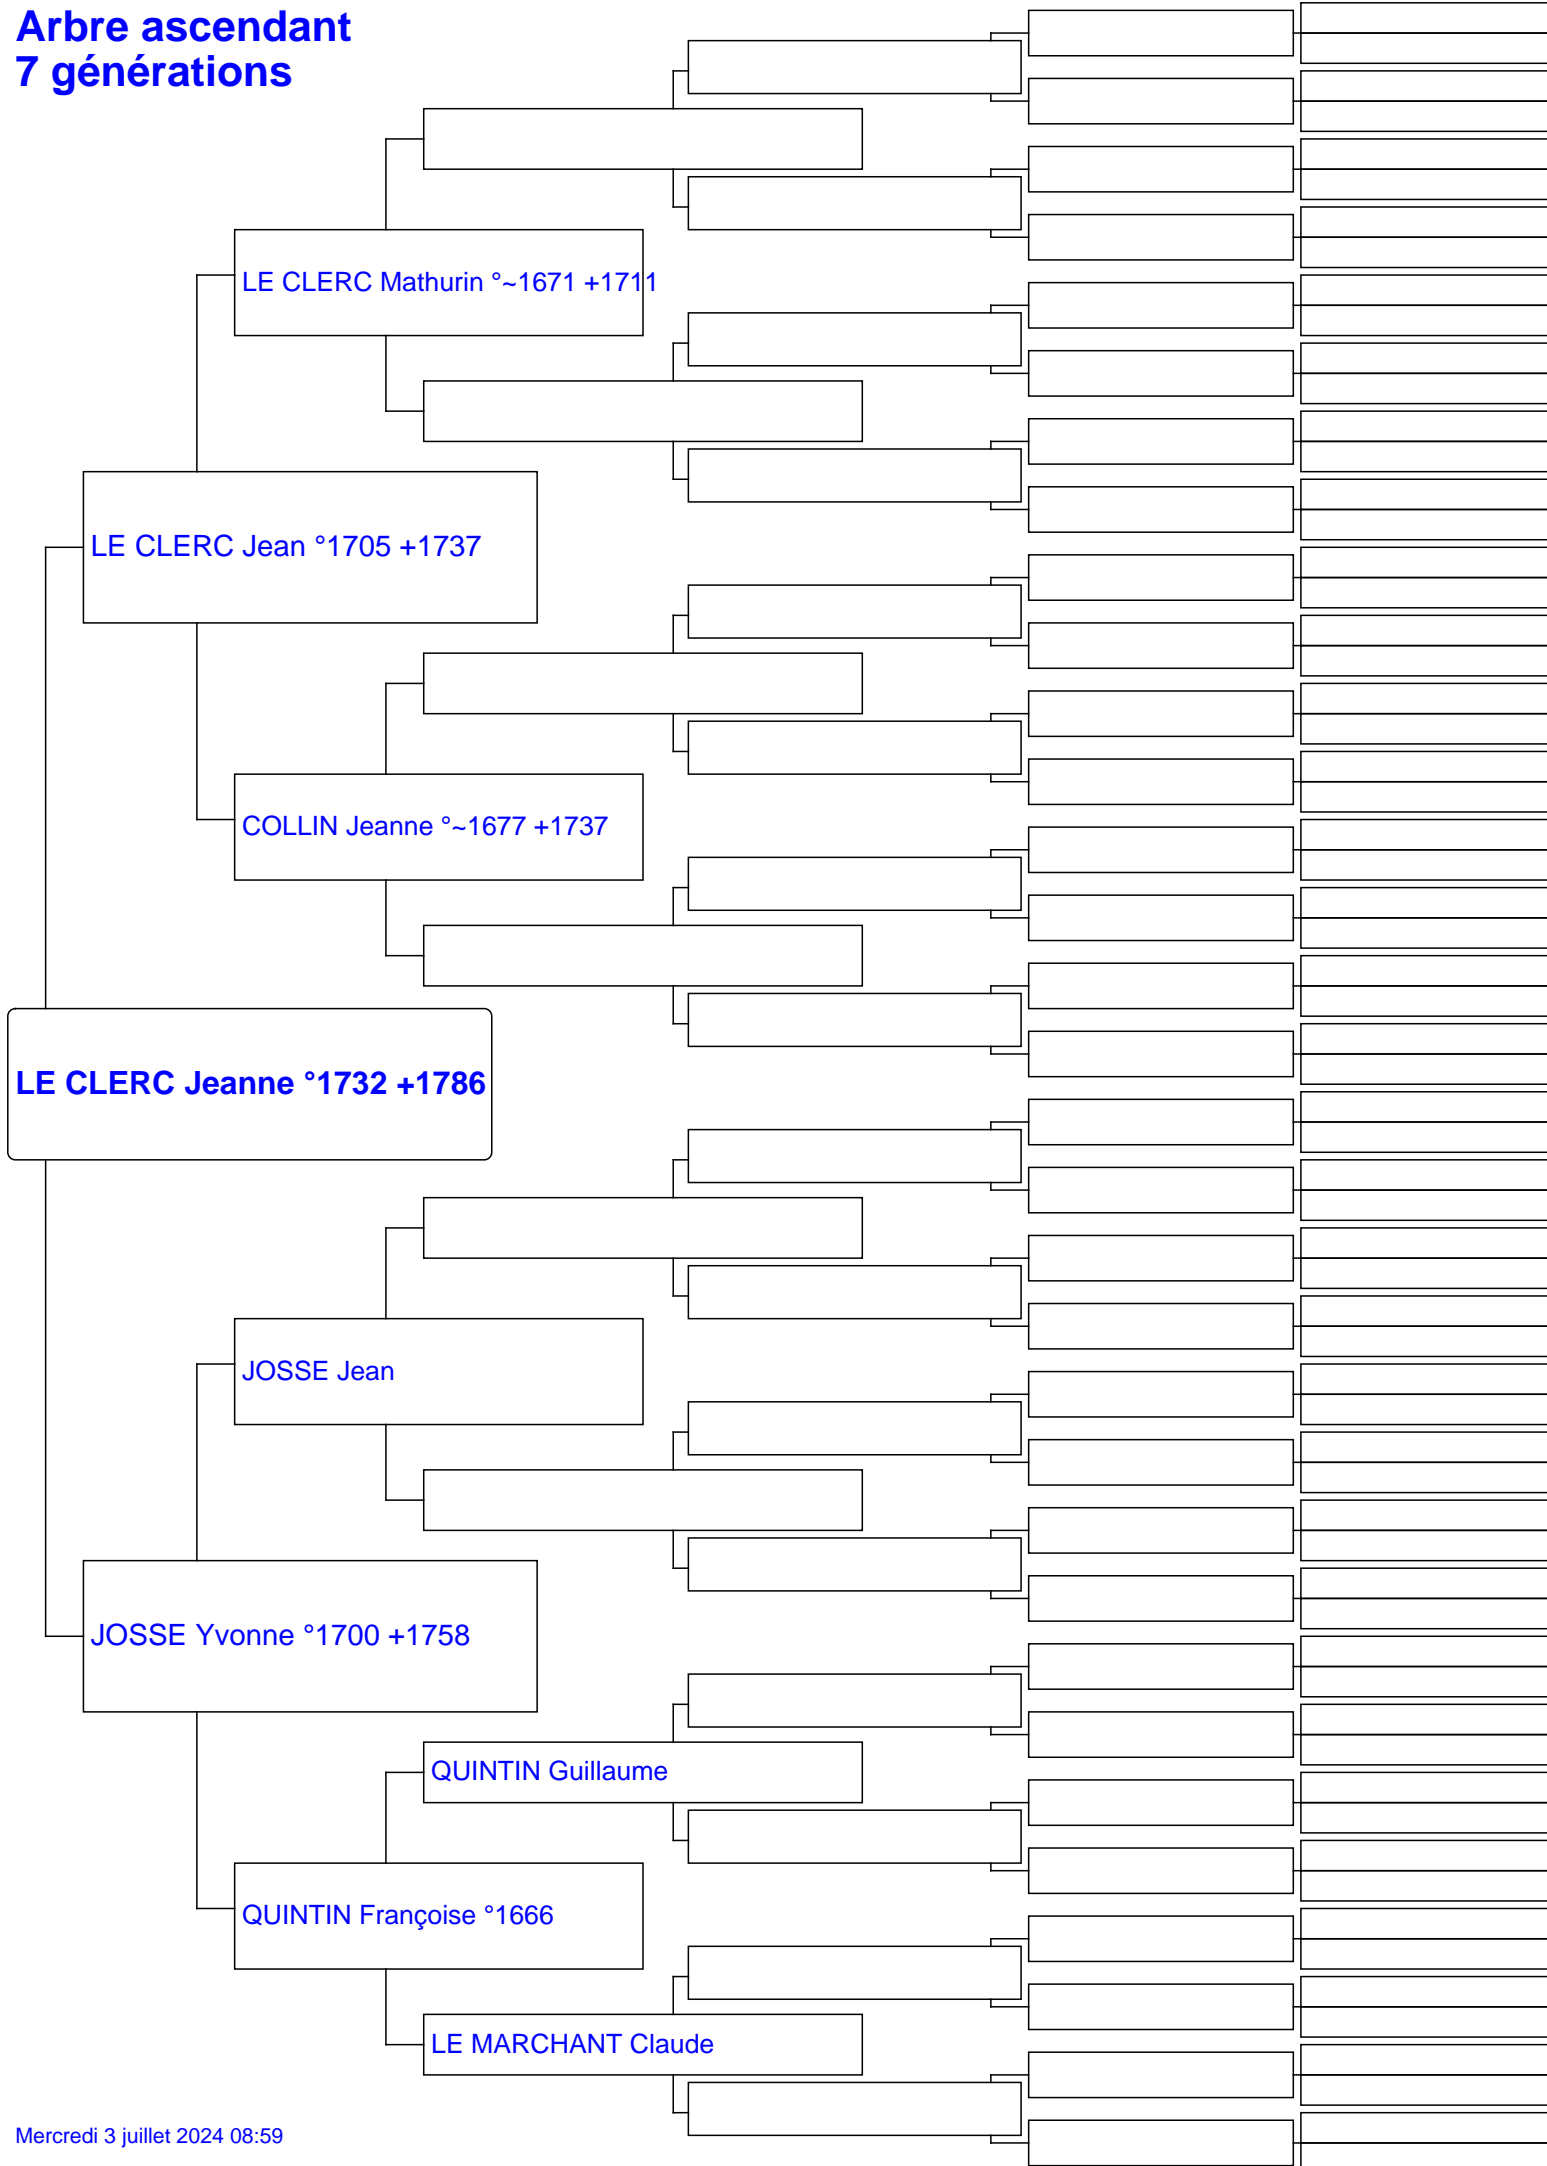 Arbre ascendant
7 générations
LE CLERC Mathurin °~1671 +1711
LE CLERC Jean °1705 +1737
COLLIN Jeanne °~1677 +1737
LE CLERC Jeanne °1732 +1786
JOSSE Jean
JOSSE Yvonne °1700 +1758
QUINTIN Guillaume
QUINTIN Françoise °1666
LE MARCHANT Claude
Mercredi 3 juillet 2024 08:59